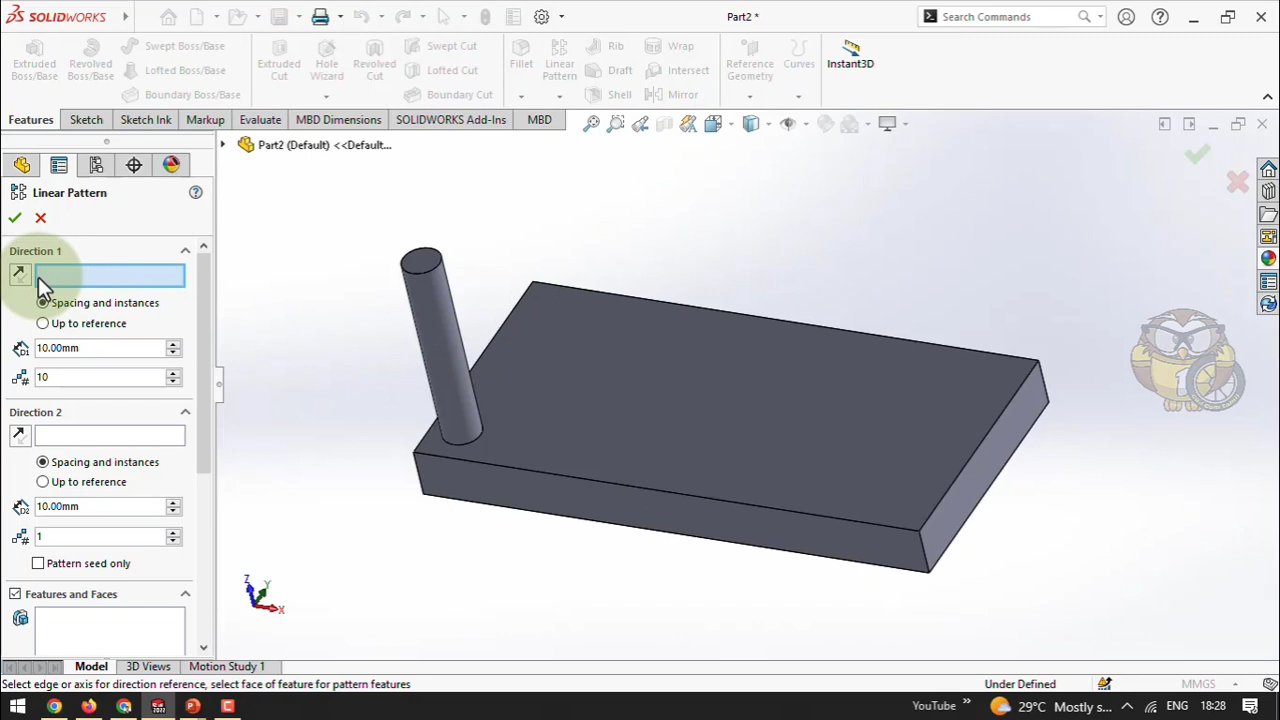 SOLIDWORKS
Part2 *
Search Commands
Extruded Boss/Base
Revolved Boss/Base
Swept Boss/Base
Lofted Boss/Base
Boundary Boss/Base
Extruded Cut
Hole Wizard
Revolved Cut
Swept Cut
Lofted Cut
Boundary Cut
Fillet
Linear Pattern
Rib
Draft
Shell
Wrap
Intersect
Mirror
Reference Geometry
Curves
Instant3D
Features
Sketch
Sketch Ink
Markup
Evaluate
MBD Dimensions
SOLIDWORKS Add-Ins
MBD
Part2 (Default) <<Default...
Linear Pattern
Direction 1
Spacing and instances
Up to reference
10.00mm
10
Direction 2
Spacing and instances
Up to reference
10.00mm
1
Pattern seed only
Features and Faces
Z
Y
X
Model
3D Views
Motion Study 1
Select edge or axis for direction reference, select face of feature for pattern features
Under Defined
MMGS
YouTube
29°C Mostly s...
ENG
18:28